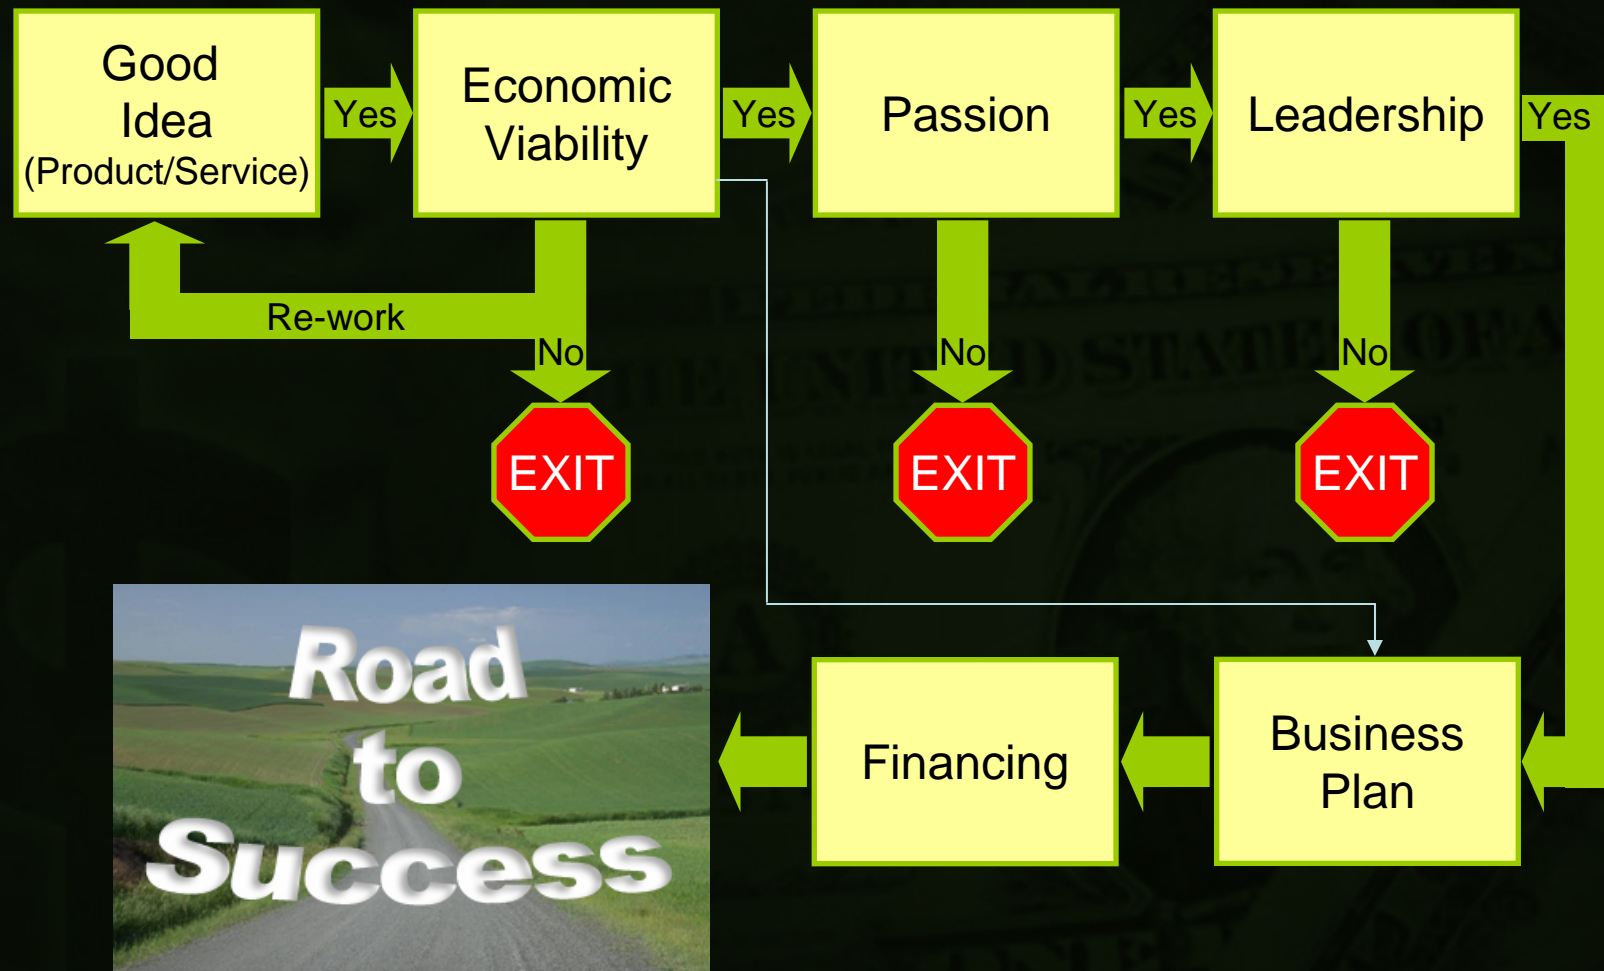 Good
Idea
(Product/Service)
Yes
Economic
Viability
Yes
Passion
Yes
Leadership
Yes
Re-work
No
No
No
EXIT
EXIT
EXIT
Road
to
Success
Financing
Business
Plan